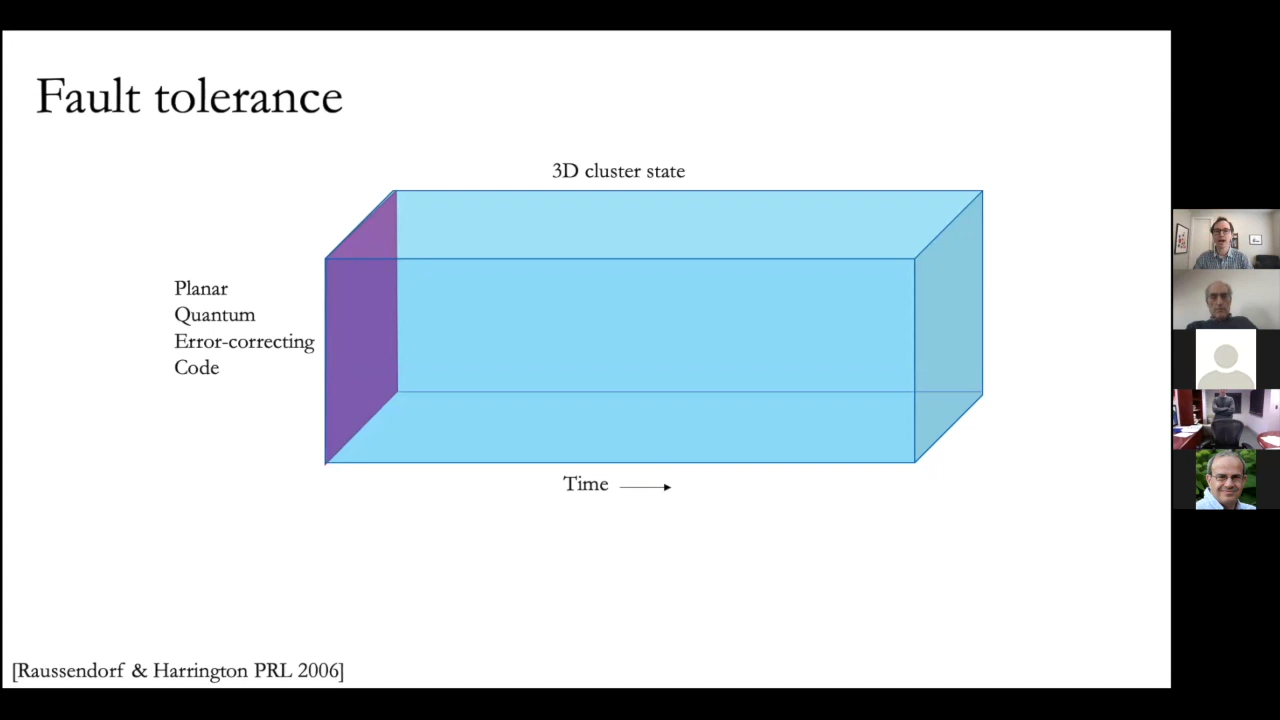 Fault tolerance
3D cluster state
Planar
Quantum
Error-correcting
Code
Time
[Raussendorf & Harrington PRL 2006]